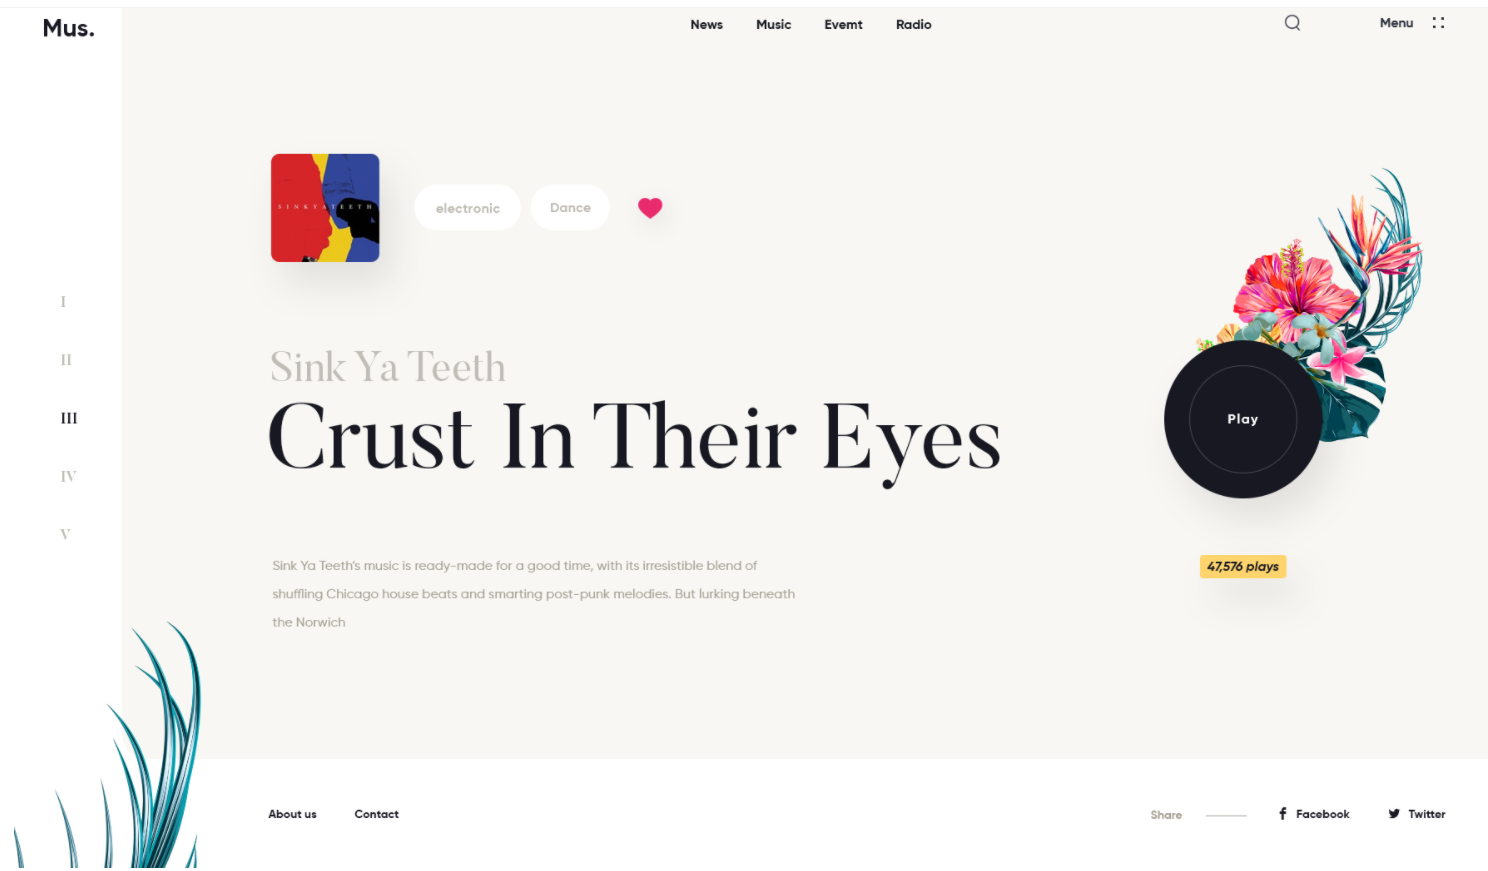 Mus.
News Music Evemt Radio
Menu
SINKYATEETH
electronic Dance
I
II
III
IV
V
Sink Ya Teeth
Crust In Their Eyes
Play
47,576 plays
Sink Ya Teeth's music is ready-made for a good time, with its irresistible blend of
shuffling Chicago house beats and smarting post-punk melodies. But lurking beneath
the Norwich
About us Contact
Share Facebook Twitter